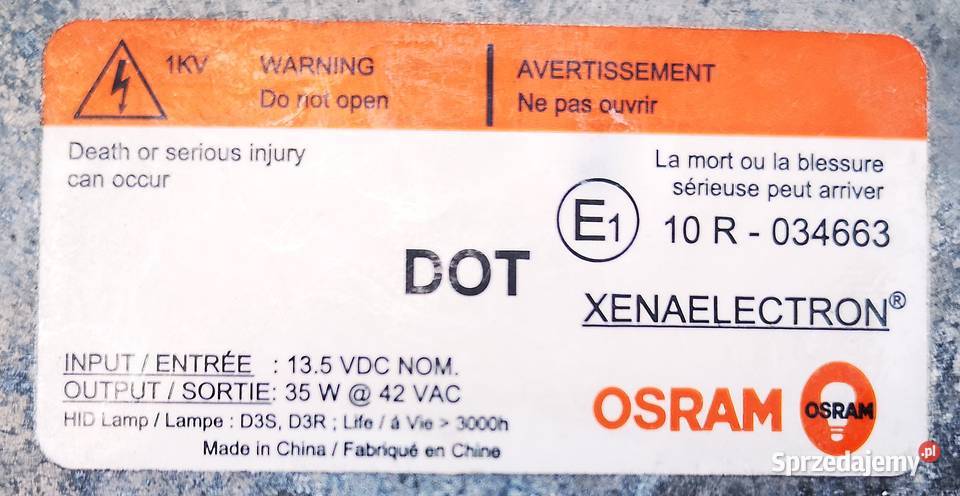 1KV WARNING AVERTISSEMENT
Do not open Ne pas ouvrir
Death or serious injury
can occur
La mort ou la blessure
sérieuse peut arriver
E1 10 R - 034663
DOT
XENAELECTRON®
INPUT / ENTRÉE : 13.5 VDC NOM.
OUTPUT / SORTIE: 35 W @ 42 VAC
HID Lamp / Lampe : D3S, D3R ; Life / á Vie > 3000h
Made in China / Fabriqué en Chine
OSRAM OSRAM
Sprzedajemy.pl